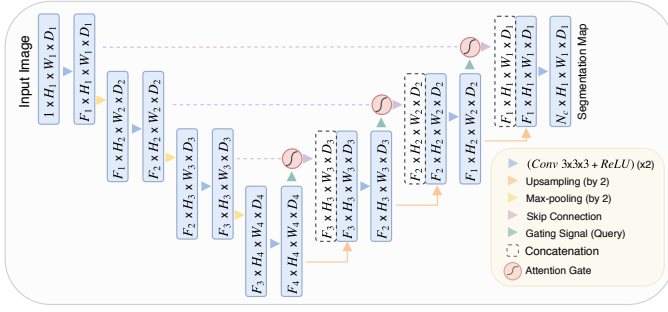 Input Image
1 x H1 x W1 x D1
F1 x H1 x W1 x D1
F1 x H2 x W2 x D2
F2 x H2 x W2 x D2
F2 x H3 x W3 x D3
F3 x H3 x W3 x D3
F3 x H4 x W4 x D4
F4 x H4 x W4 x D4
F3 x H3 x W3 x D3
F3 x H3 x W3 x D3
F2 x H3 x W3 x D3
F2 x H2 x W2 x D2
F2 x H2 x W2 x D2
F1 x H2 x W2 x D2
F1 x H1 x W1 x D1
F1 x H1 x W1 x D1
Nc x H1 x W1 x D1
Segmentation Map
(Conv 3x3x3 + ReLU) (x2)
Upsampling (by 2)
Max-pooling (by 2)
Skip Connection
Gating Signal (Query)
Concatenation
Attention Gate